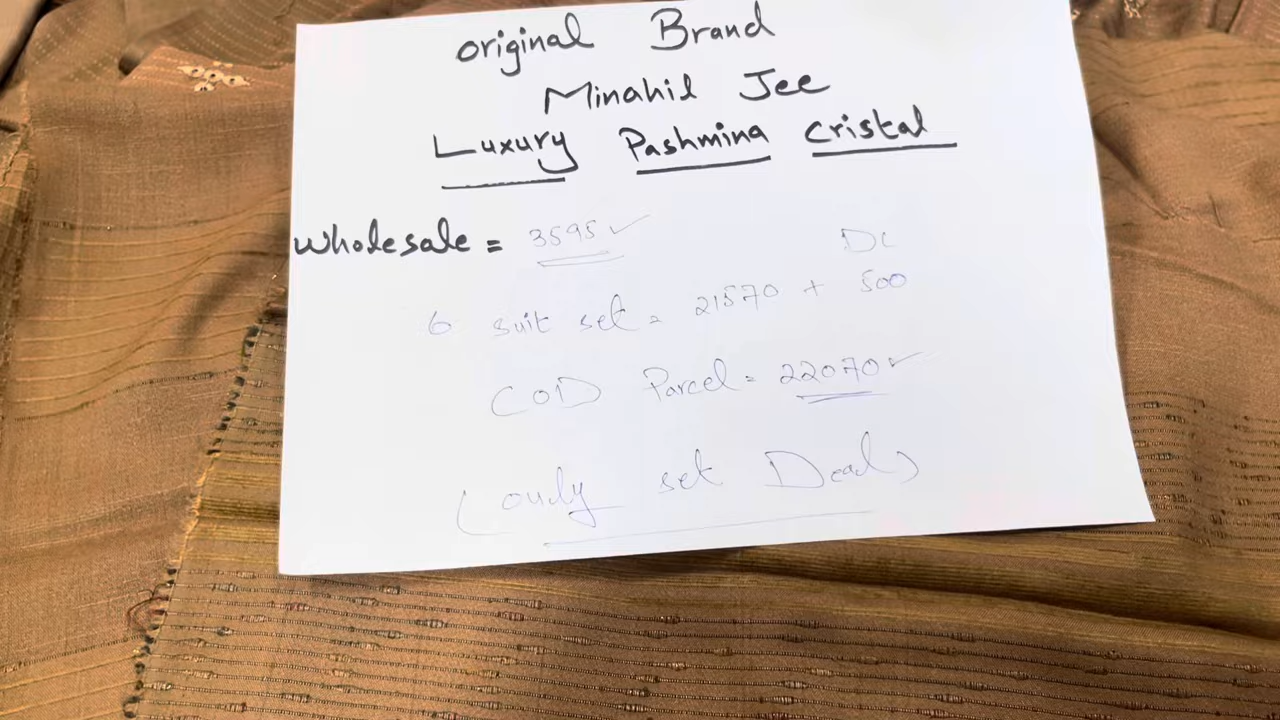 original Brand
Minahil Jee
Luxury Pashmina Cristal
Wholesale = 3595 ✓
DC
6 suit set = 21570 + 500
COD Parcel = 22070 ✓
(only set Deal)